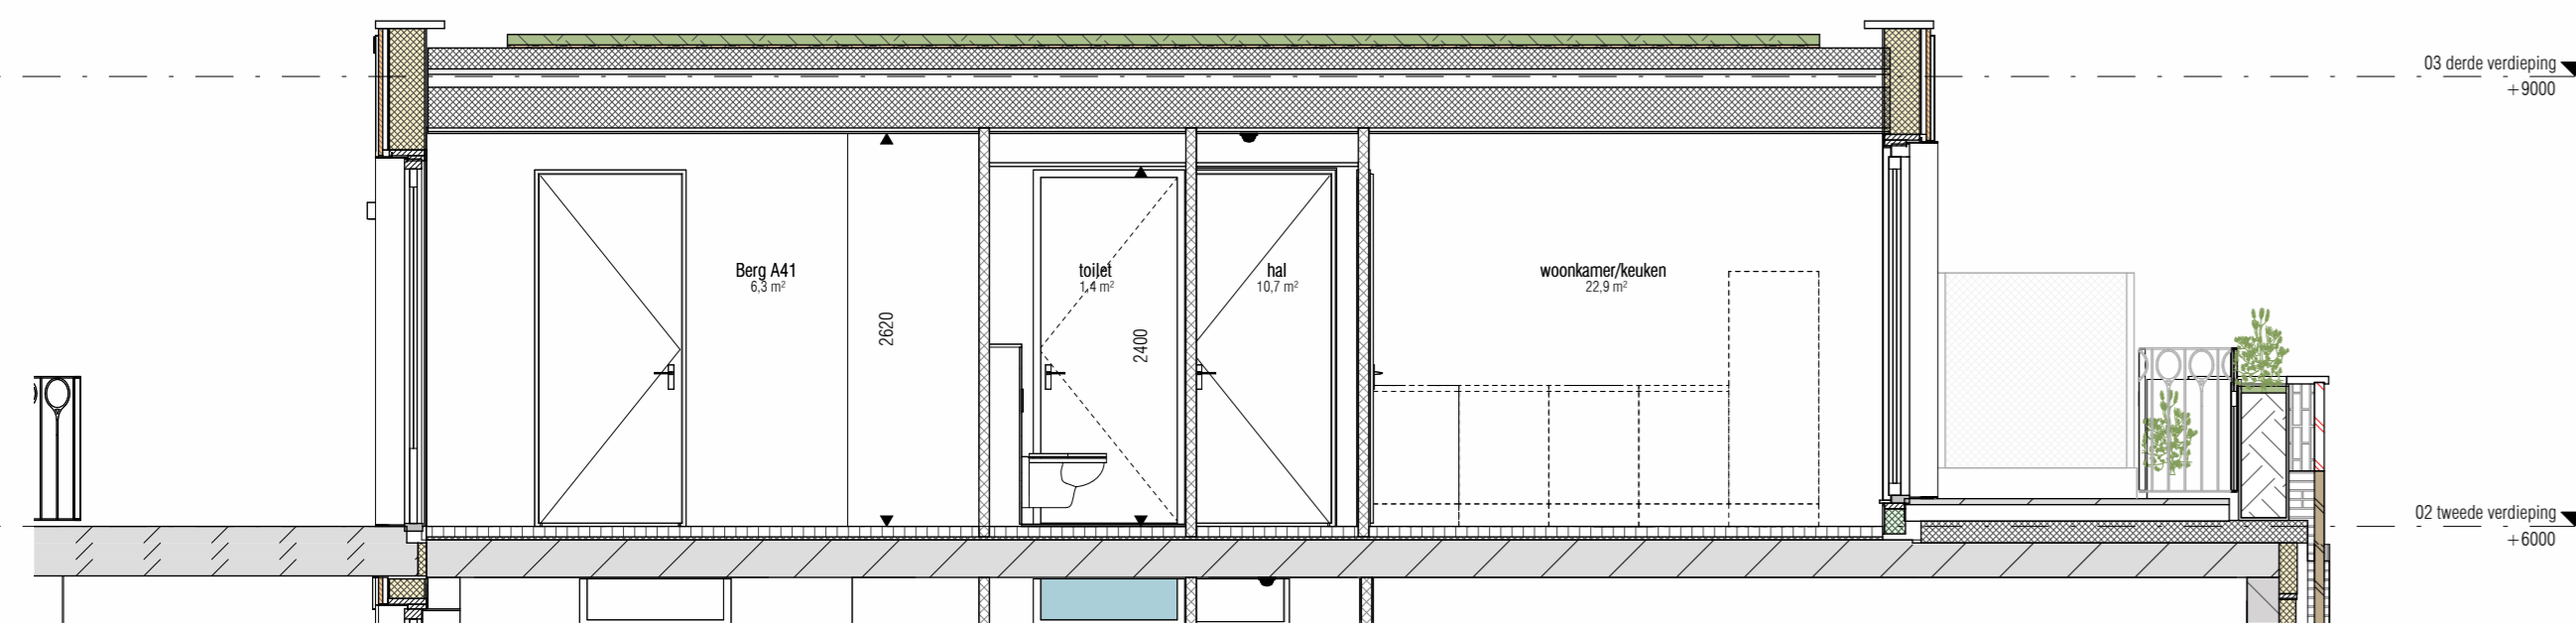 03 derde verdieping
+9000
Berg A41
6,3 m²
toilet
1,4 m²
hal
10,7 m²
woonkamer/keuken
22,9 m²
2620
2400
02 tweede verdieping
+6000